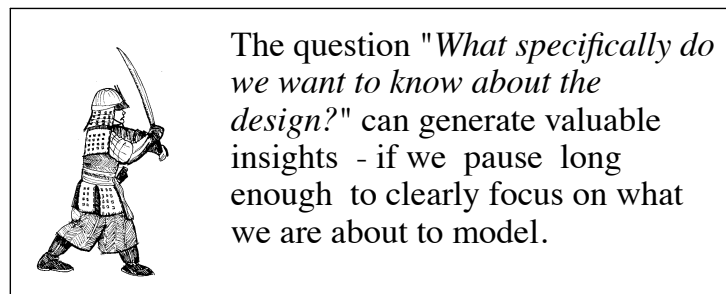 The question "What specifically do
we want to know about the
design?" can generate valuable
insights - if we pause long
enough to clearly focus on what
we are about to model.